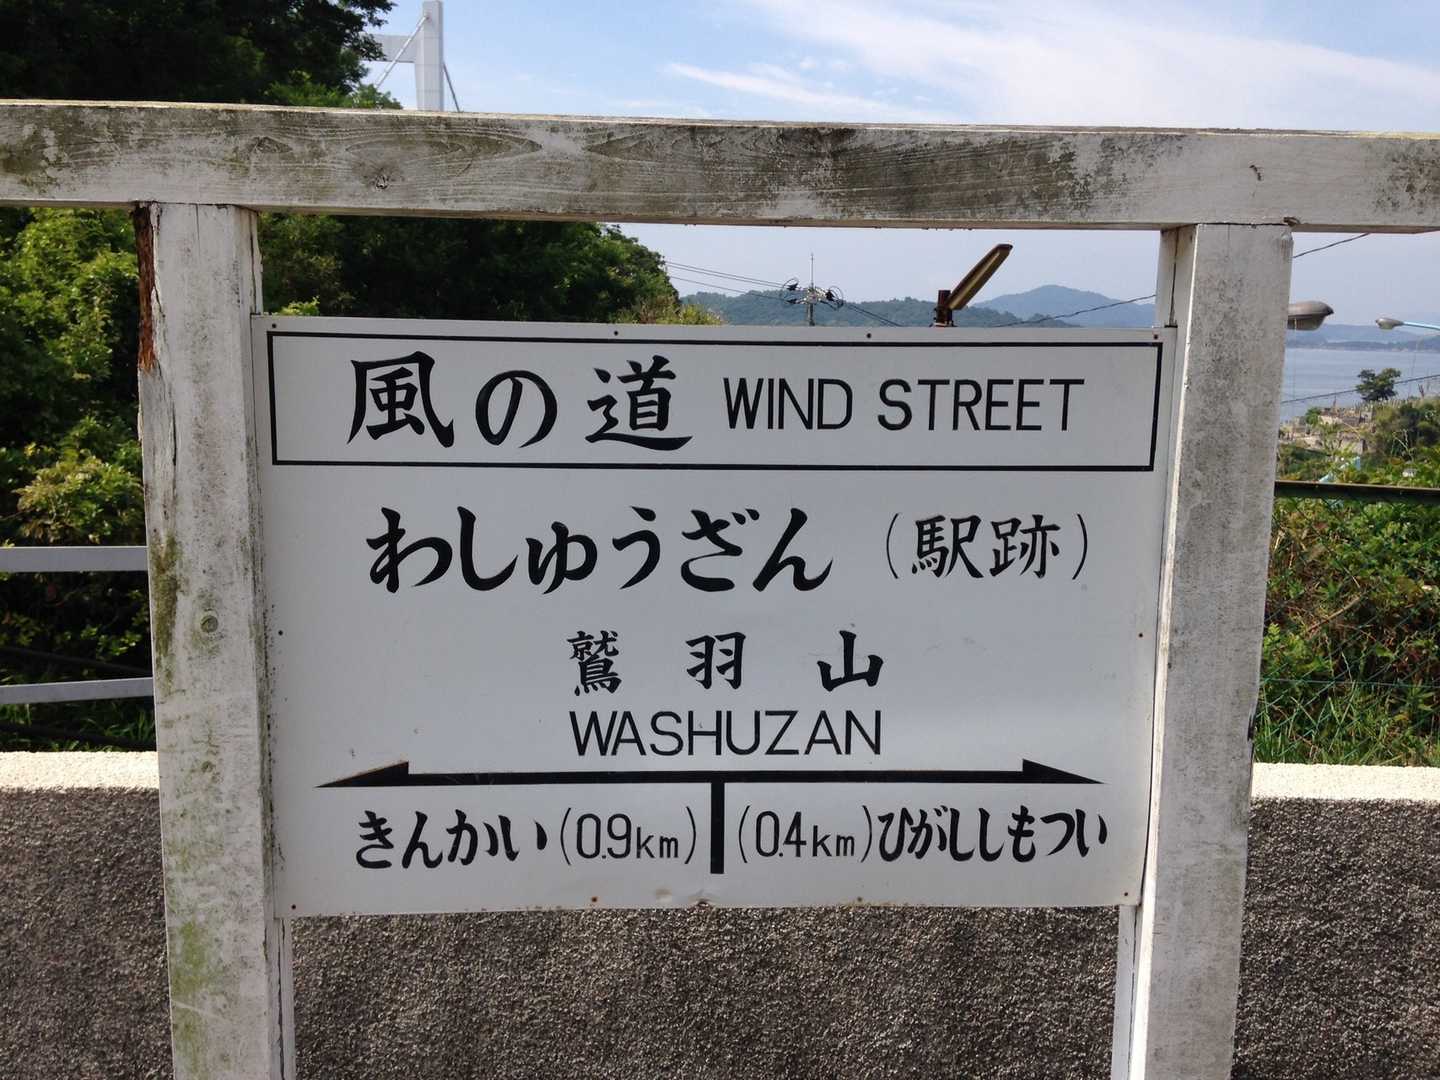 風の道 WIND STREET
わしゅうざん（駅跡）
鷲羽山
WASHUZAN
きんかい(0.9km) (0.4km)ひがししもつい